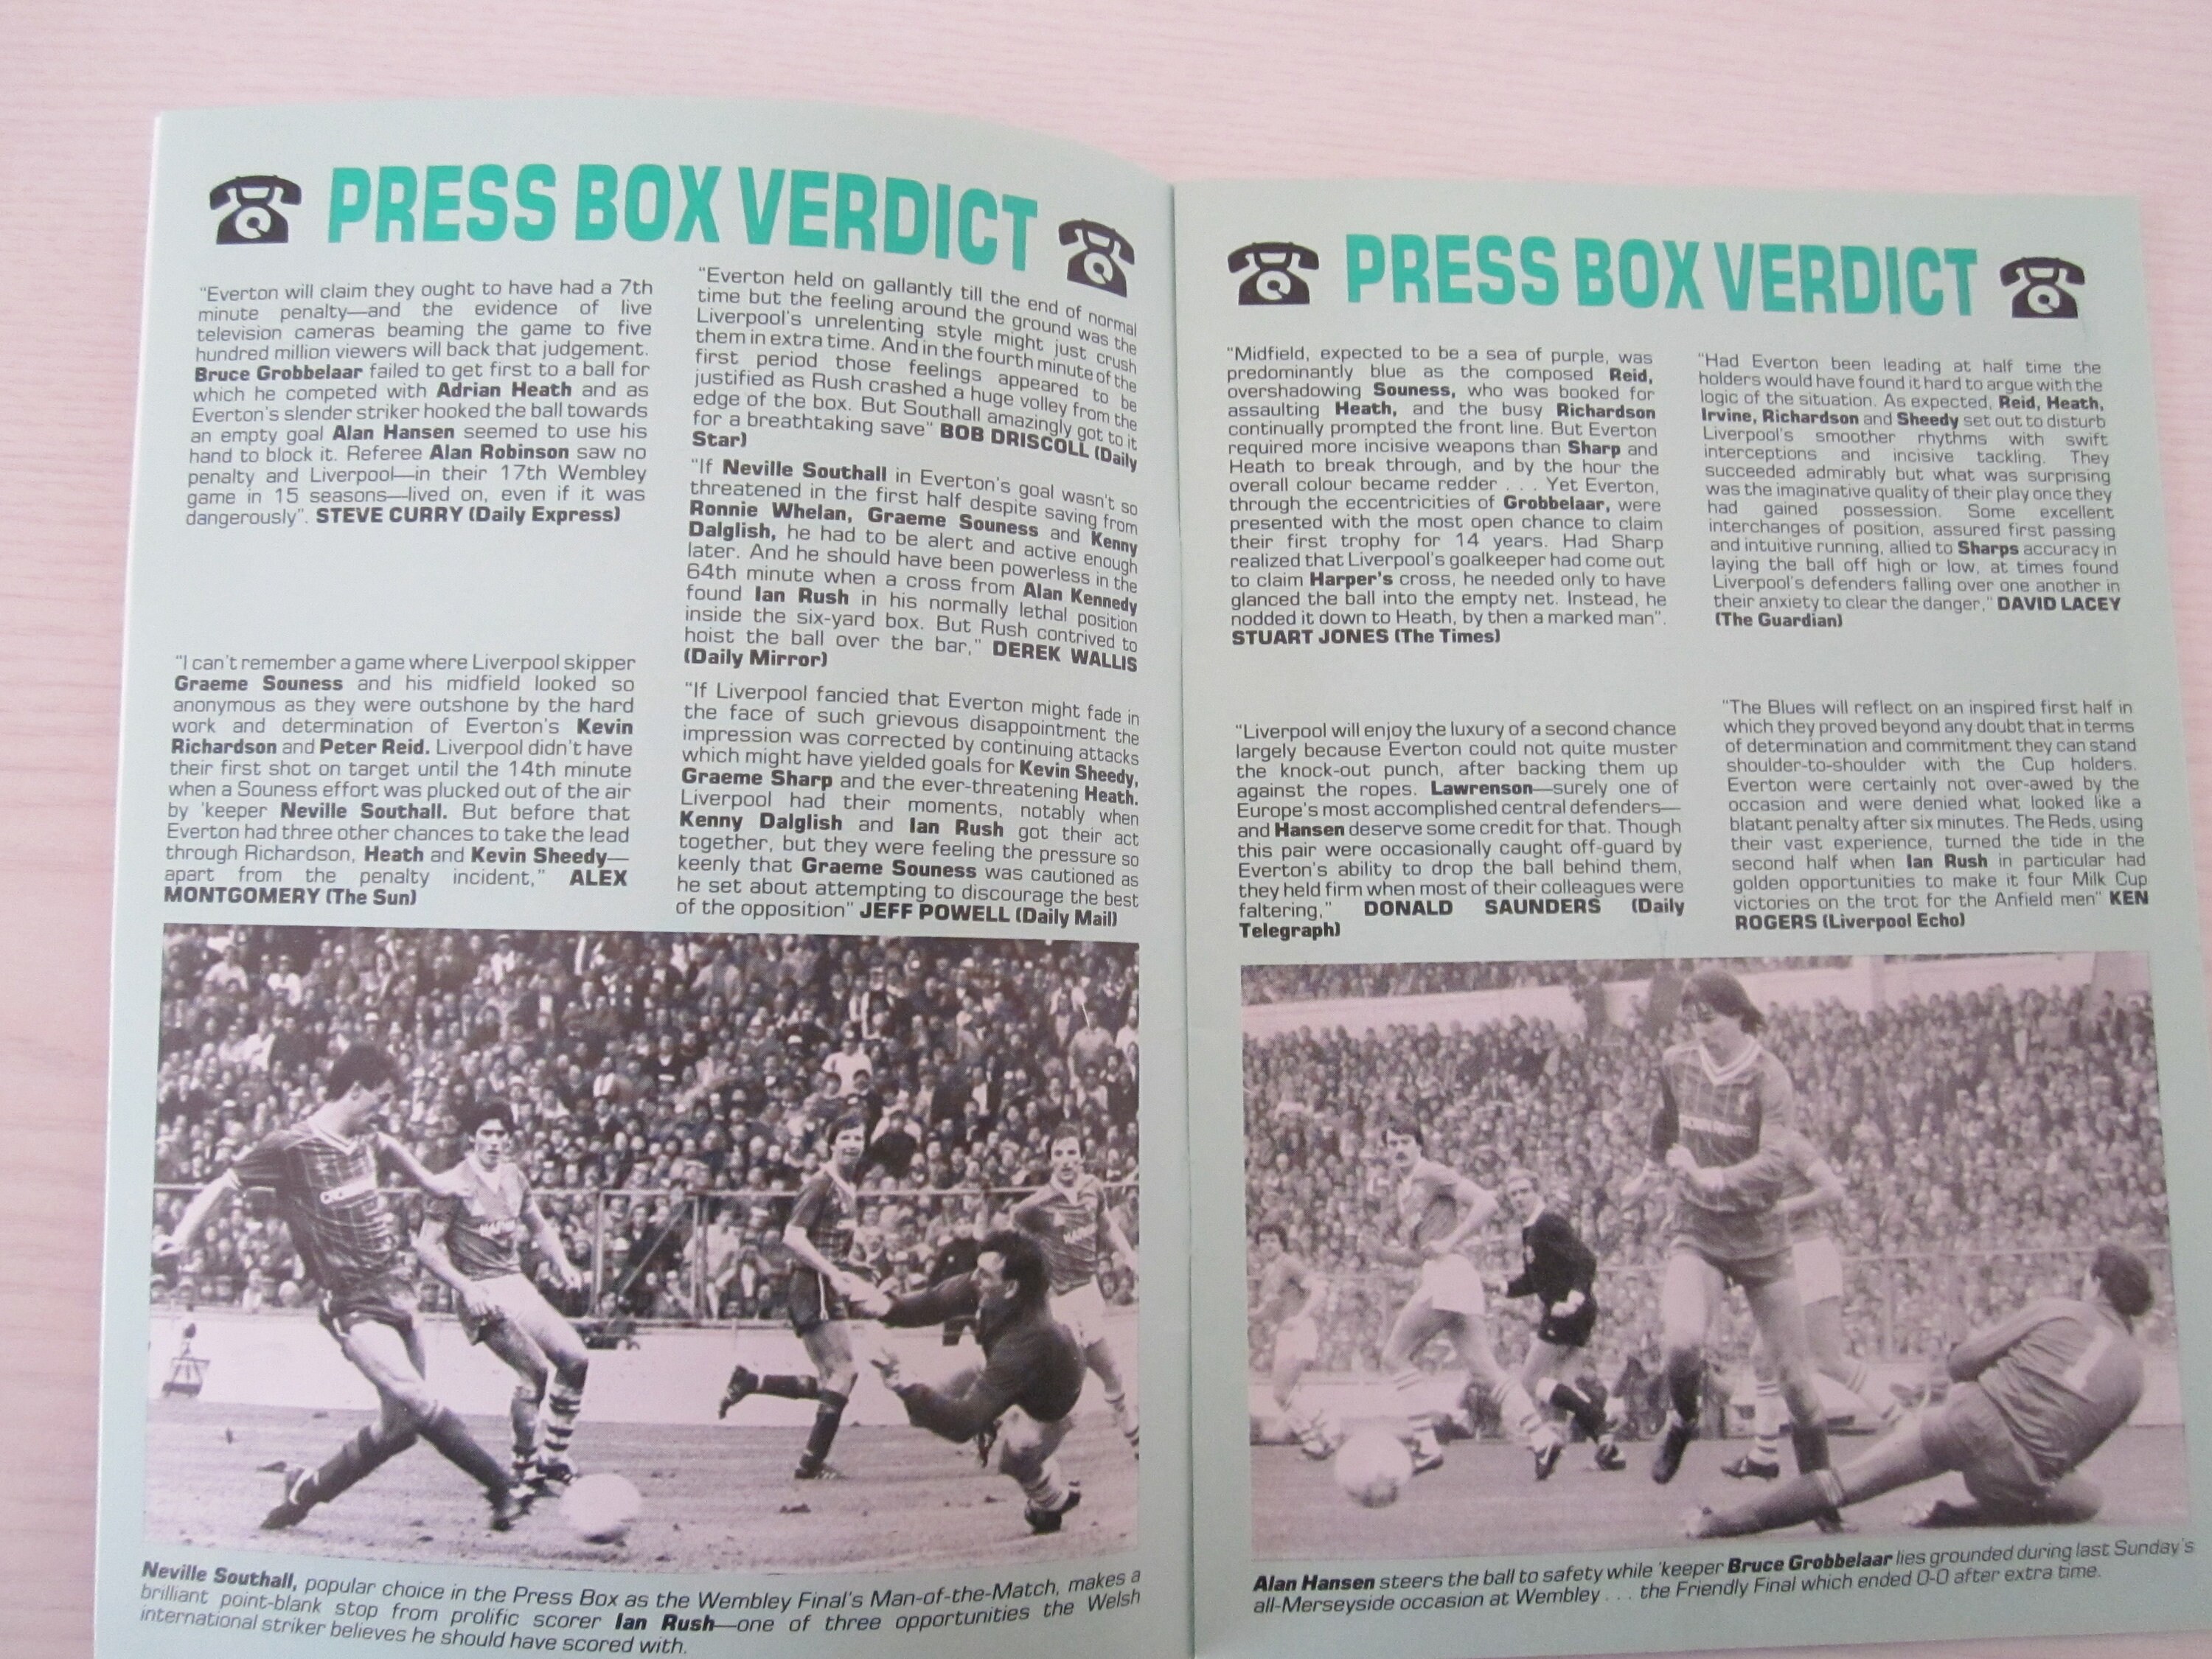 PRESS BOX VERDICT
"Everton will claim they ought to have had a 7th
minute penalty—and the evidence of live
television cameras beaming the game to five
hundred million viewers will back that judgement.
Bruce Grobbelaar failed to get first to a ball for
which he competed with Adrian Heath and as
Everton's slender striker hooked the ball towards
an empty goal Alan Hansen seemed to use his
hand to block it. Referee Alan Robinson saw no
penalty and Liverpool—in their 17th Wembley
game in 15 seasons—lived on, even if it was
dangerously". STEVE CURRY (Daily Express)
"I can't remember a game where Liverpool skipper
Graeme Souness and his midfield looked so
anonymous as they were outshone by the hard
work and determination of Everton's Kevin
Richardson and Peter Reid. Liverpool didn't have
their first shot on target until the 14th minute
when a Souness effort was plucked out of the air
by 'keeper Neville Southall. But before that
Everton had three other chances to take the lead
through Richardson, Heath and Kevin Sheedy—
apart from the penalty incident," ALEX
MONTGOMERY (The Sun)
"Everton held on gallantly till the end of normal
time but the feeling around the ground was the
Liverpool's unrelenting style might just crush
them in extra time. And in the fourth minute of the
first period those feelings appeared to be
justified as Rush crashed a huge volley from the
edge of the box. But Southall amazingly got to it
for a breathtaking save" BOB DRISCOLL (Daily
Star)
"If Neville Southall in Everton's goal wasn't so
threatened in the first half despite saving from
Ronnie Whelan, Graeme Souness and Kenny
Dalglish, he had to be alert and active enough
later. And he should have been powerless in the
64th minute when a cross from Alan Kennedy
found Ian Rush in his normally lethal position
inside the six-yard box. But Rush contrived to
hoist the ball over the bar," DEREK WALLIS
(Daily Mirror)
"If Liverpool fancied that Everton might fade in
the face of such grievous disappointment the
impression was corrected by continuing attacks
which might have yielded goals for Kevin Sheedy,
Graeme Sharp and the ever-threatening Heath.
Liverpool had their moments, notably when
Kenny Dalglish and Ian Rush got their act
together, but they were feeling the pressure so
keenly that Graeme Souness was cautioned as
he set about attempting to discourage the best
of the opposition" JEFF POWELL (Daily Mail)
Neville Southall, popular choice in the Press Box as the Wembley Final's Man-of-the-Match, makes a
brilliant point-blank stop from prolific scorer Ian Rush—one of three opportunities the Welsh
international striker believes he should have scored with.
PRESS BOX VERDICT
"Midfield, expected to be a sea of purple, was
predominantly blue as the composed Reid,
overshadowing Souness, who was booked for
assaulting Heath, and the busy Richardson
continually prompted the front line. But Everton
required more incisive weapons than Sharp and
Heath to break through, and by the hour the
overall colour became redder . . . Yet Everton,
through the eccentricities of Grobbelaar, were
presented with the most open chance to claim
their first trophy for 14 years. Had Sharp
realized that Liverpool's goalkeeper had come out
to claim Harper's cross, he needed only to have
glanced the ball into the empty net. Instead, he
nodded it down to Heath, by then a marked man".
STUART JONES (The Times)
"Liverpool will enjoy the luxury of a second chance
largely because Everton could not quite muster
the knock-out punch, after backing them up
against the ropes. Lawrenson—surely one of
Europe's most accomplished central defenders—
and Hansen deserve some credit for that. Though
this pair were occasionally caught off-guard by
Everton's ability to drop the ball behind them,
they held firm when most of their colleagues were
faltering," DONALD SAUNDERS (Daily
Telegraph)
"Had Everton been leading at half time the
holders would have found it hard to argue with the
logic of the situation. As expected, Reid, Heath,
Irvine, Richardson and Sheedy set out to disturb
Liverpool's smoother rhythms with swift
interceptions and incisive tackling. They
succeeded admirably but what was surprising
was the imaginative quality of their play once they
had gained possession. Some excellent
interchanges of position, assured first passing
and intuitive running, allied to Sharps accuracy in
laying the ball off high or low, at times found
Liverpool's defenders falling over one another in
their anxiety to clear the danger," DAVID LACEY
(The Guardian)
"The Blues will reflect on an inspired first half in
which they proved beyond any doubt that in terms
of determination and commitment they can stand
shoulder-to-shoulder with the Cup holders.
Everton were certainly not over-awed by the
occasion and were denied what looked like a
blatant penalty after six minutes. The Reds, using
their vast experience, turned the tide in the
second half when Ian Rush in particular had
golden opportunities to make it four Milk Cup
victories on the trot for the Anfield men" KEN
ROGERS (Liverpool Echo)
1
Alan Hansen steers the ball to safety while 'keeper Bruce Grobbelaar lies grounded during last Sunday's
all-Merseyside occasion at Wembley . . . the Friendly Final which ended 0-0 after extra time.